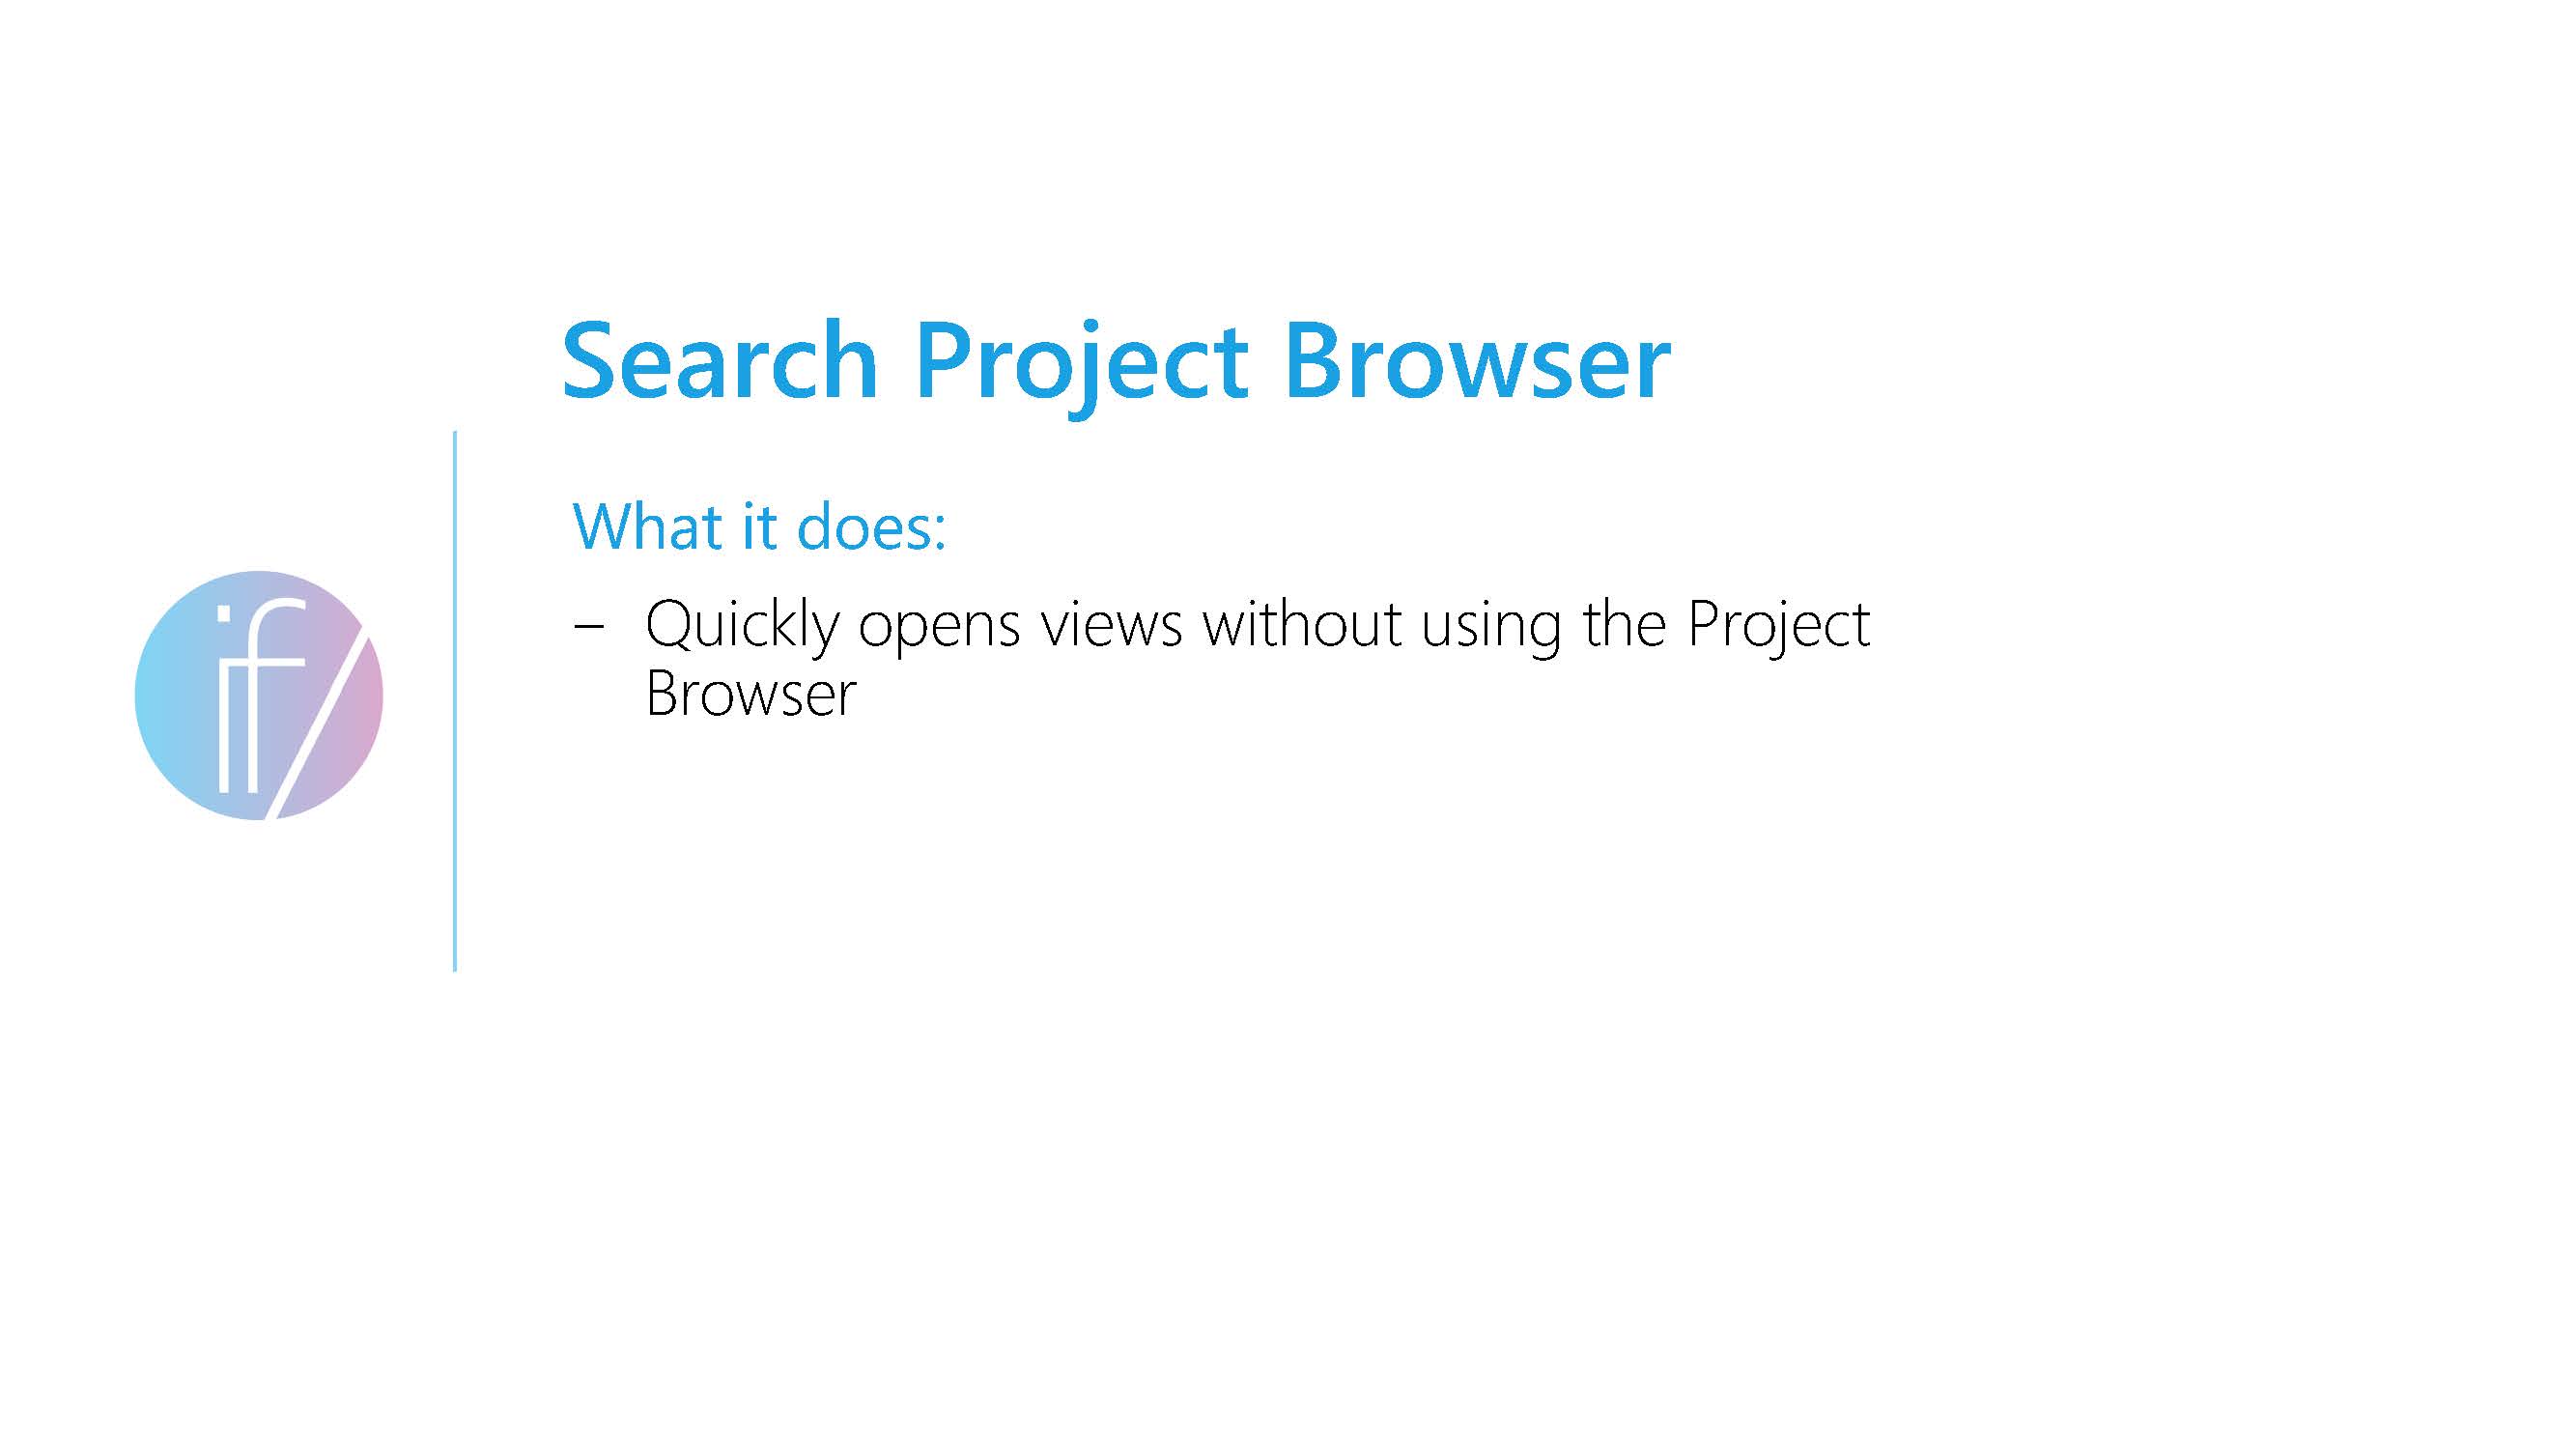 Search Project Browser
What it does:
if/
– Quickly opens views without using the Project
Browser